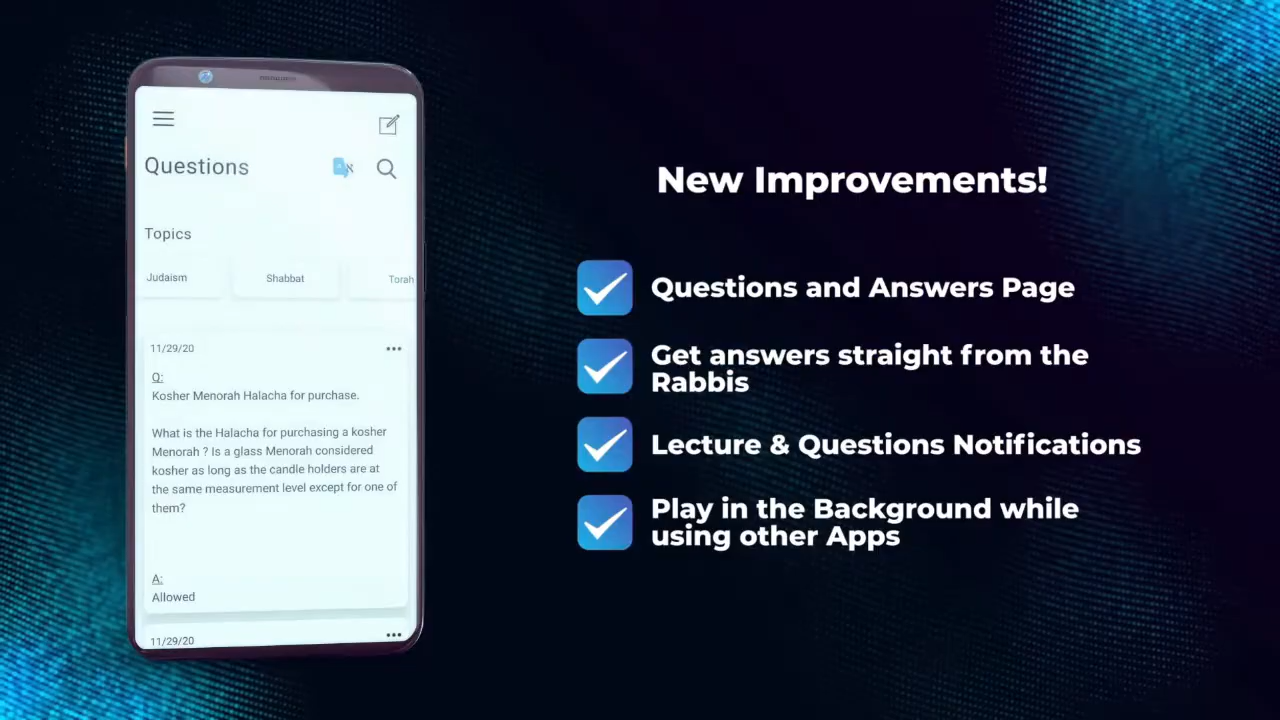 Questions
Topics
Judaism
Shabbat
Torah
11/29/20
Q:
Kosher Menorah Halacha for purchase.
What is the Halacha for purchasing a kosher
Menorah ? Is a glass Menorah considered
kosher as long as the candle holders are at
the same measurement level except for one of
them?
A:
Allowed
11/29/20
New Improvements!
Questions and Answers Page
Get answers straight from the
Rabbis
Lecture & Questions Notifications
Play in the Background while
using other Apps